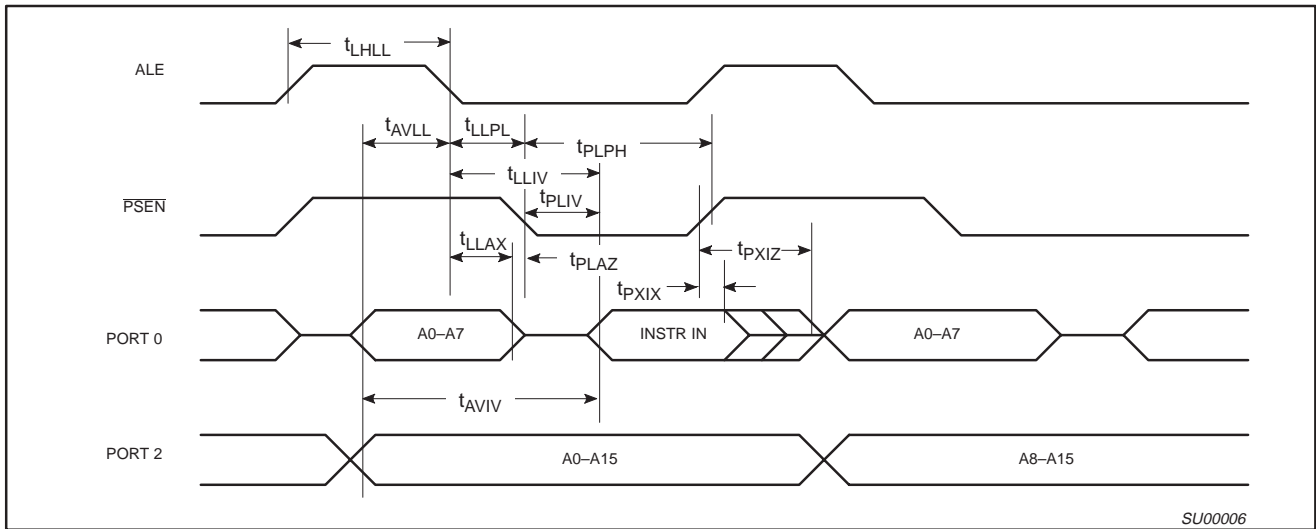 tLHLL
ALE
tAVLL
tLLPL
tPLPH
tLLIV
PSEN
tPLIV
tLLAX
tPLAZ
tPXIZ
tPXIX
PORT 0
A0–A7
INSTR IN
A0–A7
tAVIV
PORT 2
A0–A15
A8–A15
SU00006